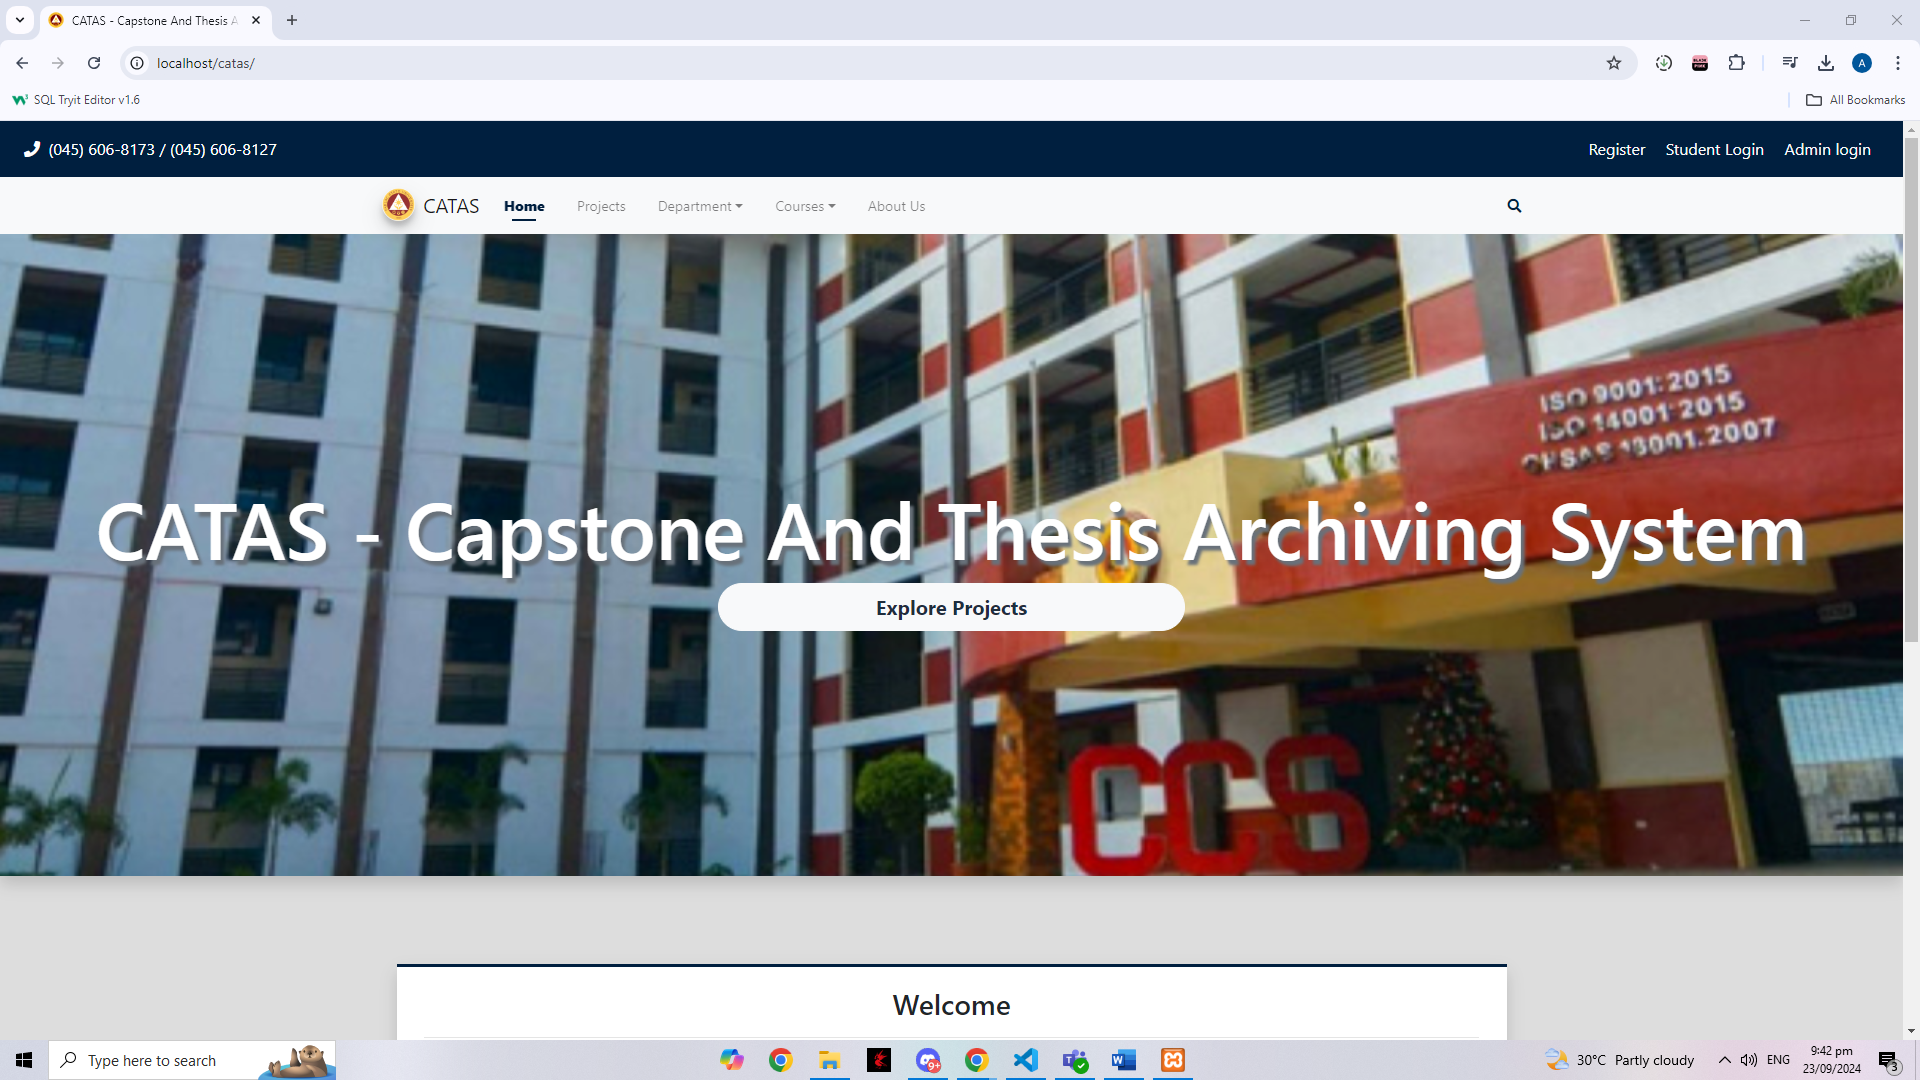 CATAS - Capstone And Thesis A
localhost/catas/
A
SQL Tryit Editor v1.6
All Bookmarks
(045) 606-8173 / (045) 606-8127
Register
Student Login
Admin login
CATAS
Home
Projects
Department
Courses
About Us
ISO 9001:2015
ISO 14001:2015
OHSAS 18001:2007
CATAS - Capstone And Thesis Archiving System
Explore Projects
CCS
Welcome
Type here to search
9+
30°C Partly cloudy
ENG
9:42 pm
23/09/2024
3